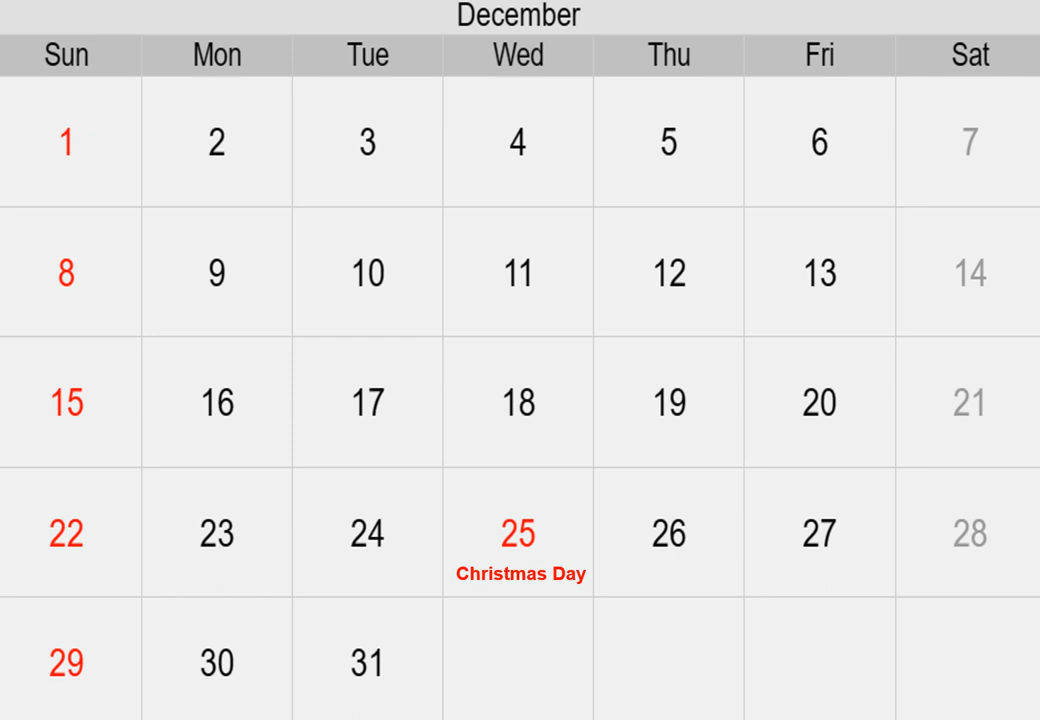 December
Sun Mon Tue Wed Thu Fri Sat
1 2 3 4 5 6 7
8 9 10 11 12 13 14
15 16 17 18 19 20 21
22 23 24 25 26 27 28
Christmas Day
29 30 31